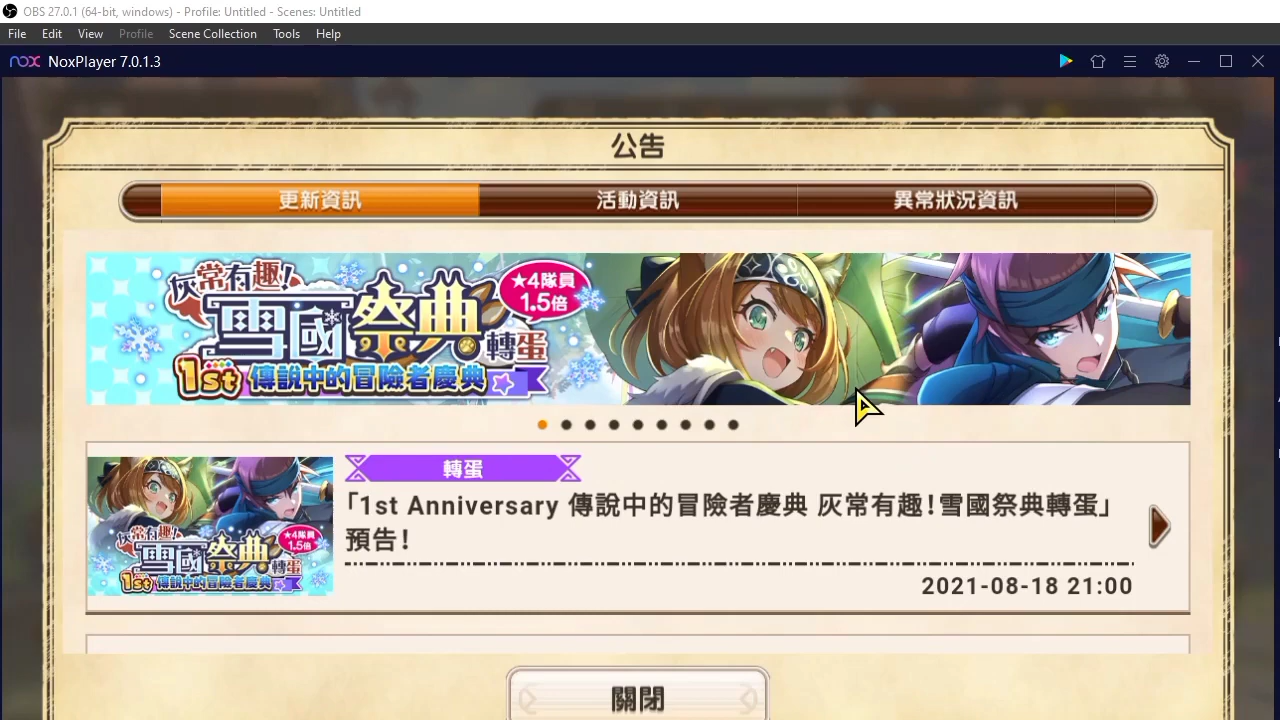 OBS 27.0.1 (64-bit, windows) - Profile: Untitled - Scenes: Untitled
File Edit View Profile Scene Collection Tools Help
nox NoxPlayer 7.0.1.3
公告
更新資訊 活動資訊 異常狀況資訊
灰常有趣!
★4隊員
1.5倍
雪國祭典轉蛋
1st 傳說中的冒險者慶典
轉蛋
「1st Anniversary 傳說中的冒險者慶典 灰常有趣!雪國祭典轉蛋」
預告!
灰常有趣!
★4隊員
1.5倍
雪國祭典轉蛋
1st 傳說中的冒險者慶典
2021-08-18 21:00
關閉